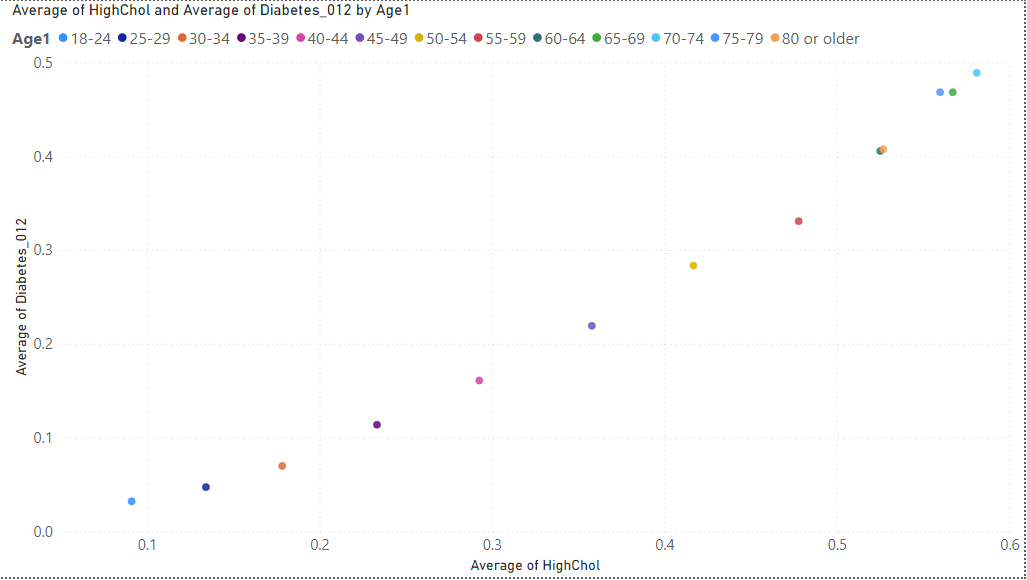 Average of HighChol and Average of Diabetes_012 by Age1
Age1 18-24 25-29 30-34 35-39 40-44 45-49 50-54 55-59 60-64 65-69 70-74 75-79 80 or older
0.5
0.4
0.3
0.2
0.1
0.0
Average of Diabetes_012
0.1 0.2 0.3 0.4 0.5 0.6
Average of HighChol